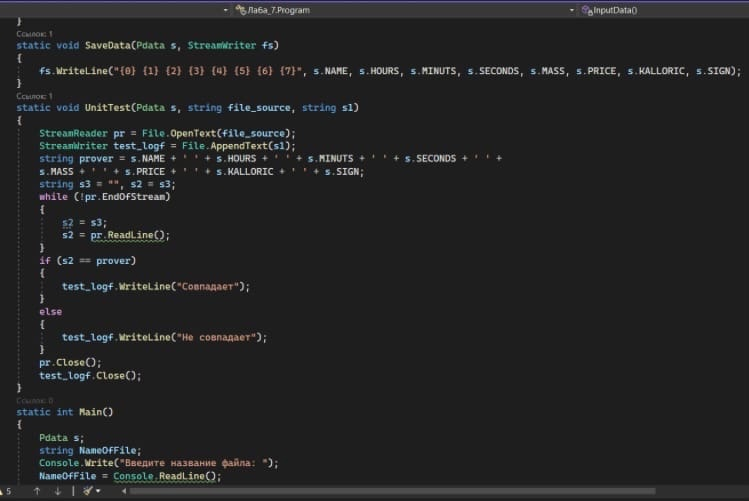 Лаба_7.Program InputData()
}
Ссылок: 1
static void SaveData(Pdata s, StreamWriter fs)
{
fs.WriteLine("{0} {1} {2} {3} {4} {5} {6} {7}", s.NAME, s.HOURS, s.MINUTS, s.SECONDS, s.MASS, s.PRICE, s.KALLORIC, s.SIGN);
}
Ссылок: 1
static void UnitTest(Pdata s, string file_source, string s1)
{
StreamReader pr = File.OpenText(file_source);
StreamWriter test_logf = File.AppendText(s1);
string prover = s.NAME + ' ' + s.HOURS + ' ' + s.MINUTS + ' ' + s.SECONDS + ' ' +
s.MASS + ' ' + s.PRICE + ' ' + s.KALLORIC + ' ' + s.SIGN;
string s3 = "", s2 = s3;
while (!pr.EndOfStream)
{
s2 = s3;
s2 = pr.ReadLine();
}
if (s2 == prover)
{
test_logf.WriteLine("Совпадает");
}
else
{
test_logf.WriteLine("Не совпадает");
}
pr.Close();
test_logf.Close();
}
Ссылок: 0
static int Main()
{
Pdata s;
string NameOfFile;
Console.Write("Введите название файла: ");
NameOfFile = Console.ReadLine();
5